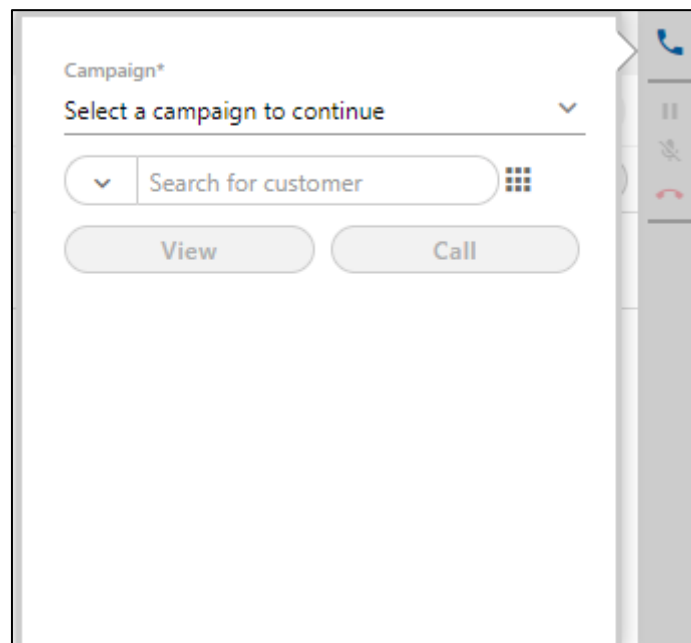 Campaign*
Select a campaign to continue
Search for customer
View
Call